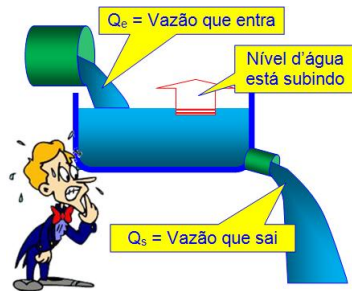 Qe = Vazão que entra
Nível d'água
está subindo
Qs = Vazão que sai